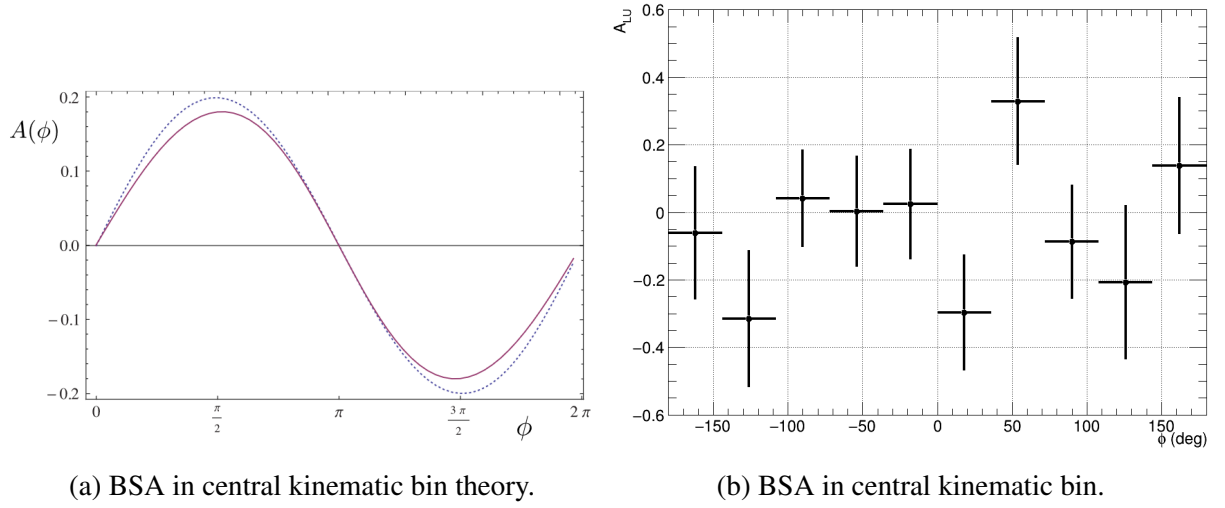 A(φ)
0.2
0.1
0.0
−0.1
−0.2
0
π/2
π
3 π/2
2 π
φ
A_LU
0.6
0.4
0.2
0
−0.2
−0.4
−0.6
−150 −100 −50 0 50 100 150
φ (deg)
(a) BSA in central kinematic bin theory.
(b) BSA in central kinematic bin.